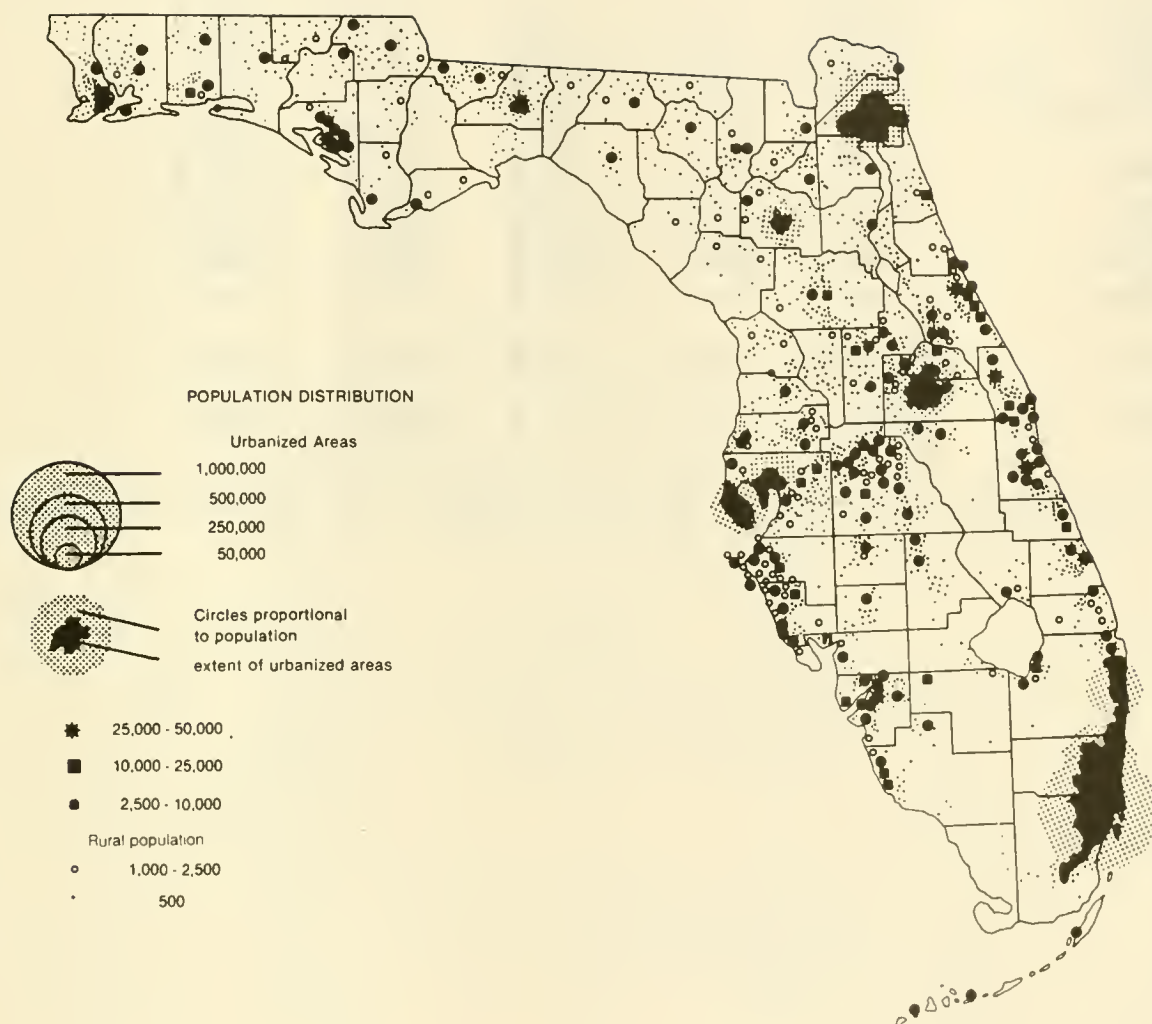 POPULATION DISTRIBUTION
Urbanized Areas
1,000,000
500,000
250,000
50,000
Circles proportional
to population
extent of urbanized areas
25,000 - 50,000
10,000 - 25,000
2,500 - 10,000
Rural population
1,000 - 2,500
500